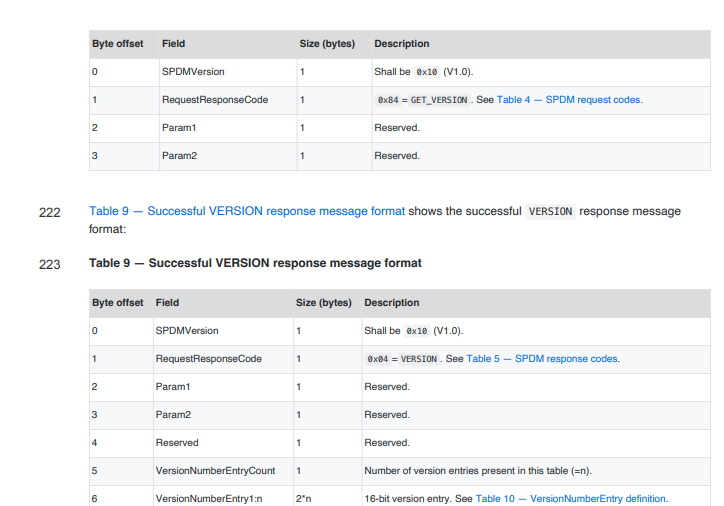 Byte offset Field Size (bytes) Description
0 SPDMVersion 1 Shall be 0x10 (V1.0).
1 RequestResponseCode 1 0x84 = GET_VERSION . See Table 4 — SPDM request codes.
2 Param1 1 Reserved.
3 Param2 1 Reserved.
222 Table 9 — Successful VERSION response message format shows the successful VERSION response message
format:
223 Table 9 — Successful VERSION response message format
Byte offset Field Size (bytes) Description
0 SPDMVersion 1 Shall be 0x10 (V1.0).
1 RequestResponseCode 1 0x04 = VERSION . See Table 5 — SPDM response codes.
2 Param1 1 Reserved.
3 Param2 1 Reserved.
4 Reserved 1 Reserved.
5 VersionNumberEntryCount 1 Number of version entries present in this table (=n).
6 VersionNumberEntry1:n 2*n 16-bit version entry. See Table 10 — VersionNumberEntry definition.